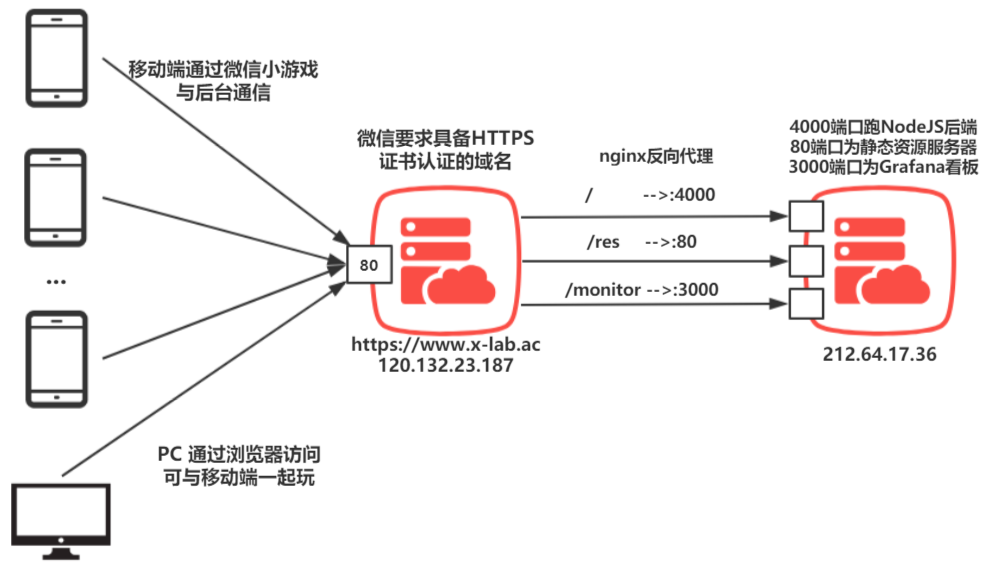 移动端通过微信小游戏
与后台通信
...
微信要求具备HTTPS
证书认证的域名
80
https://www.x-lab.ac
120.132.23.187
nginx反向代理
/ -->:4000
/res -->:80
/monitor -->:3000
4000端口跑NodeJS后端
80端口为静态资源服务器
3000端口为Grafana看板
212.64.17.36
PC 通过浏览器访问
可与移动端一起玩